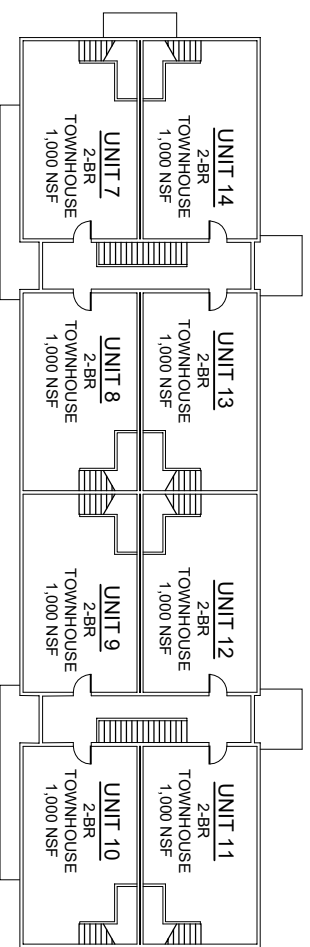 UNIT 14
2-BR
TOWNHOUSE
1,000 NSF
UNIT 13
2-BR
TOWNHOUSE
1,000 NSF
UNIT 12
2-BR
TOWNHOUSE
1,000 NSF
UNIT 11
2-BR
TOWNHOUSE
1,000 NSF
UNIT 7
2-BR
TOWNHOUSE
1,000 NSF
UNIT 8
2-BR
TOWNHOUSE
1,000 NSF
UNIT 9
2-BR
TOWNHOUSE
1,000 NSF
UNIT 10
2-BR
TOWNHOUSE
1,000 NSF